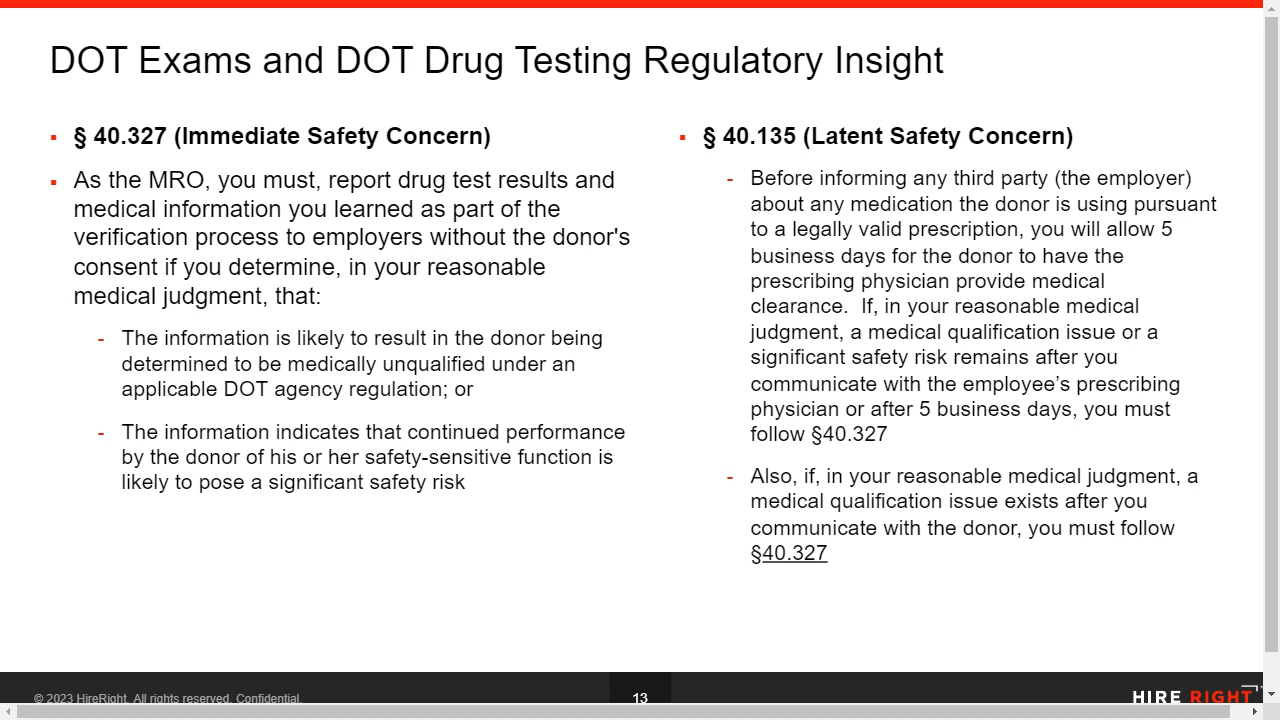 DOT Exams and DOT Drug Testing Regulatory Insight
§ 40.327 (Immediate Safety Concern)
As the MRO, you must, report drug test results and
medical information you learned as part of the
verification process to employers without the donor's
consent if you determine, in your reasonable
medical judgment, that:
- The information is likely to result in the donor being
determined to be medically unqualified under an
applicable DOT agency regulation; or
- The information indicates that continued performance
by the donor of his or her safety-sensitive function is
likely to pose a significant safety risk
§ 40.135 (Latent Safety Concern)
- Before informing any third party (the employer)
about any medication the donor is using pursuant
to a legally valid prescription, you will allow 5
business days for the donor to have the
prescribing physician provide medical
clearance.  If, in your reasonable medical
judgment, a medical qualification issue or a
significant safety risk remains after you
communicate with the employee’s prescribing
physician or after 5 business days, you must
follow §40.327
- Also, if, in your reasonable medical judgment, a
medical qualification issue exists after you
communicate with the donor, you must follow
§40.327
© 2023 HireRight. All rights reserved. Confidential.
13
HIRE RIGHT